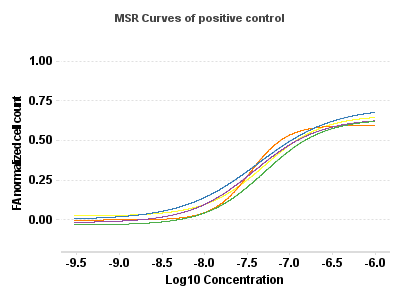 MSR Curves of positive control
1.00
0.75
0.50
0.25
0.00
FA normalized cell count
-9.5 -9.0 -8.5 -8.0 -7.5 -7.0 -6.5 -6.0
Log10 Concentration